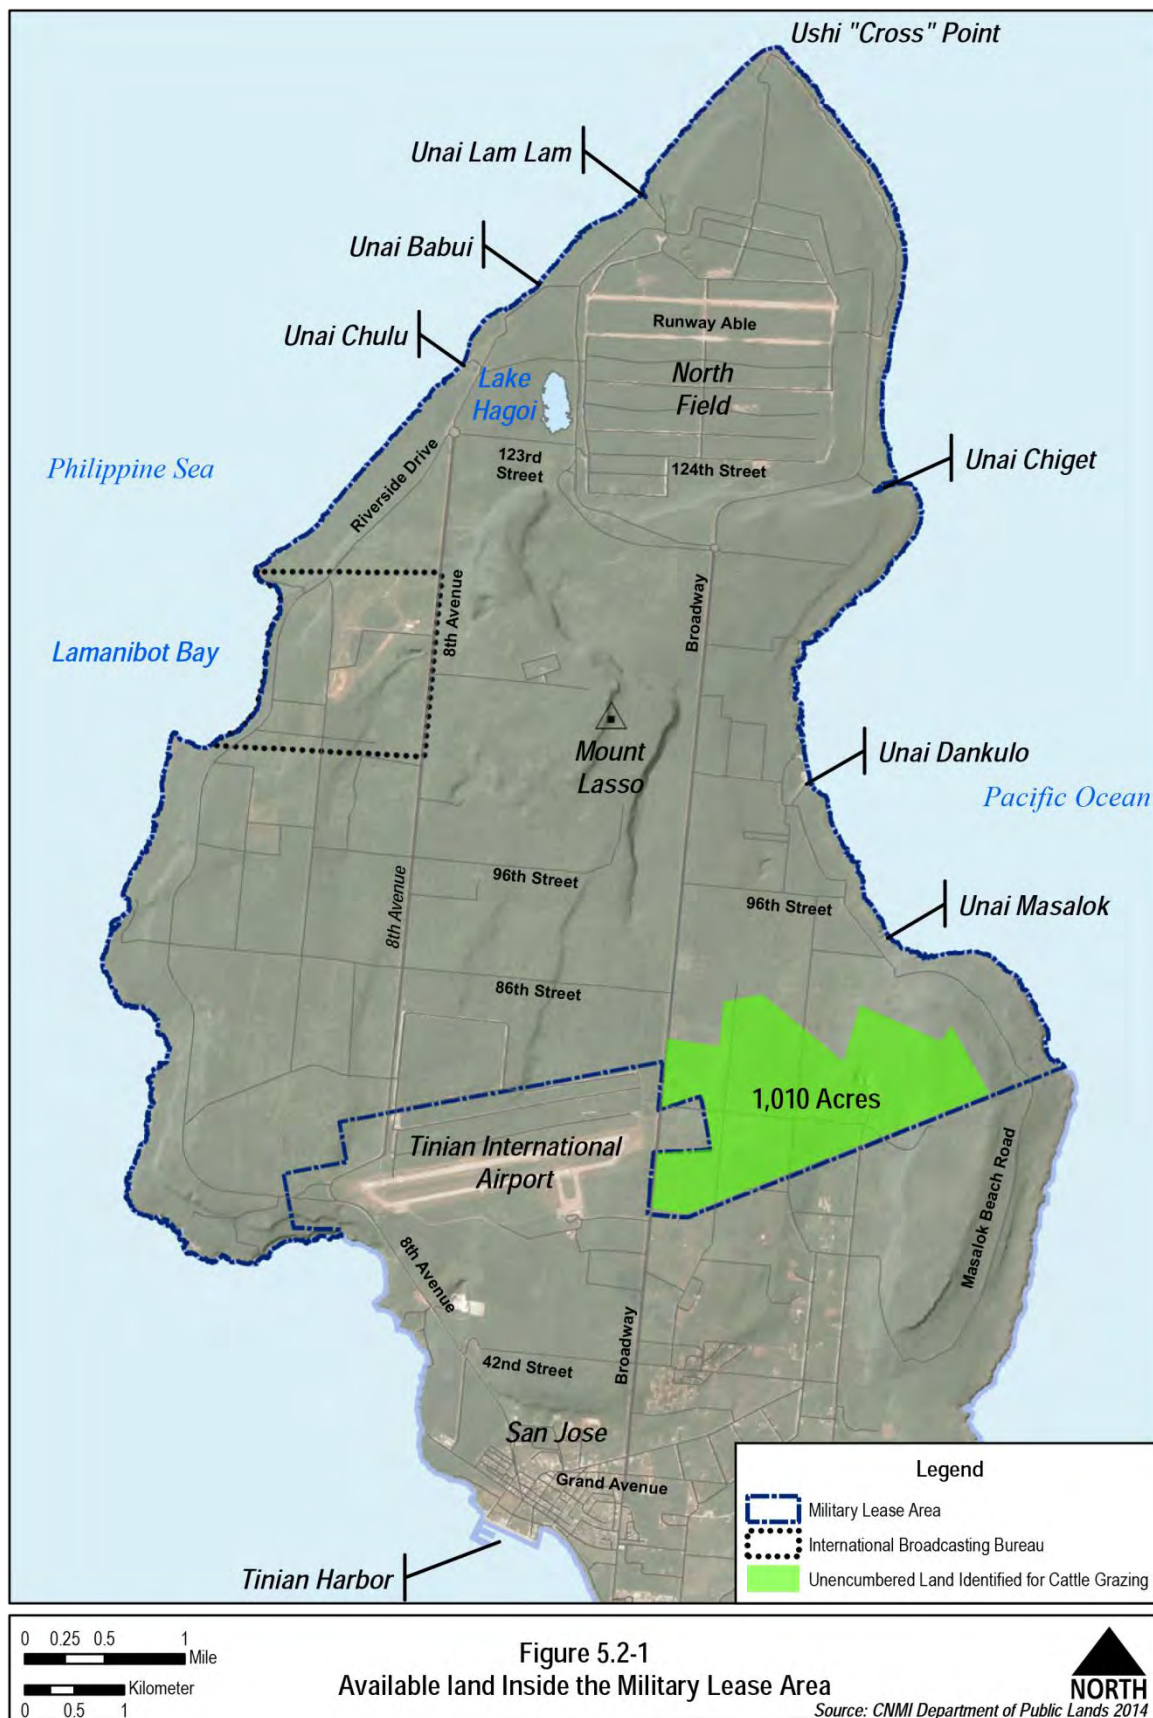 Ushi "Cross" Point
Unai Lam Lam
Unai Babui
Unai Chulu
Runway Able
Lake
Hagoi
North
Field
Philippine Sea
Riverside Drive
123rd
Street
124th Street
Unai Chiget
8th Avenue
Broadway
Lamanibot Bay
Mount
Lasso
Unai Dankulo
Pacific Ocean
96th Street
96th Street
Unai Masalok
8th Avenue
86th Street
1,010 Acres
Tinian International
Airport
Masalok Beach Road
8th Avenue
Broadway
42nd Street
San Jose
Grand Avenue
Tinian Harbor
Legend
Military Lease Area
International Broadcasting Bureau
Unencumbered Land Identified for Cattle Grazing
0 0.25 0.5 1
Mile
Kilometer
0 0.5 1
Figure 5.2-1
Available land Inside the Military Lease Area
NORTH
Source: CNMI Department of Public Lands 2014